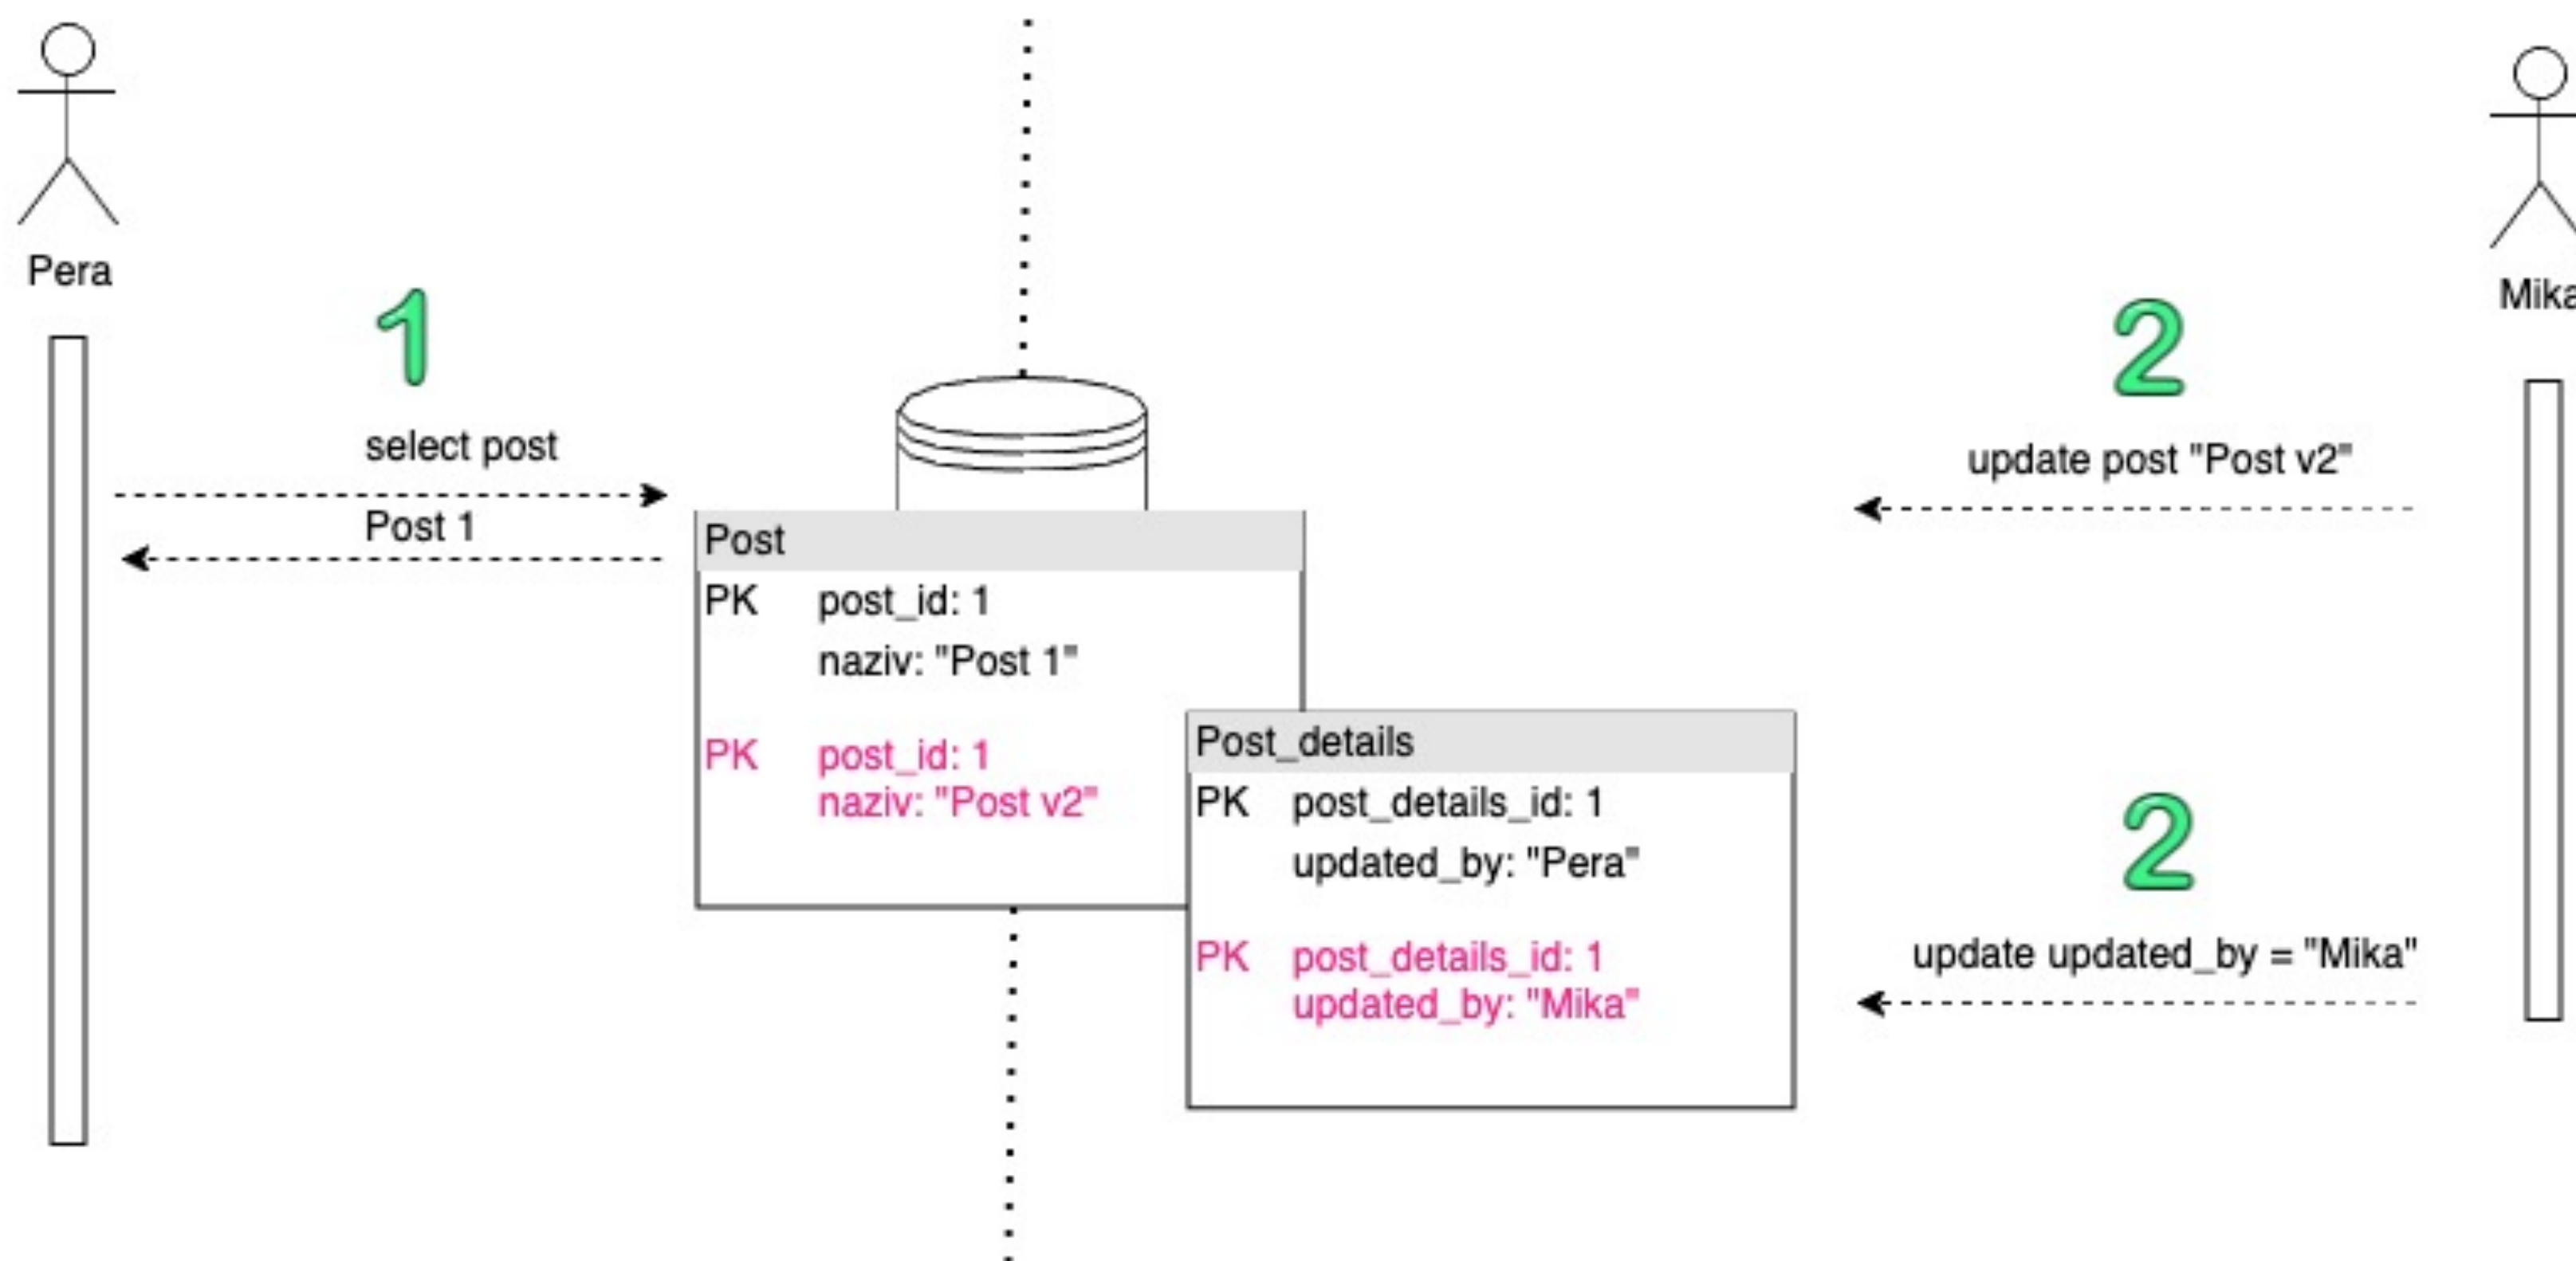 Pera
1
select post
Post 1
Post
PK post_id: 1
naziv: "Post 1"
PK post_id: 1
naziv: "Post v2"
Post_details
PK post_details_id: 1
updated_by: "Pera"
PK post_details_id: 1
updated_by: "Mika"
Mika
2
update post "Post v2"
2
update updated_by = "Mika"